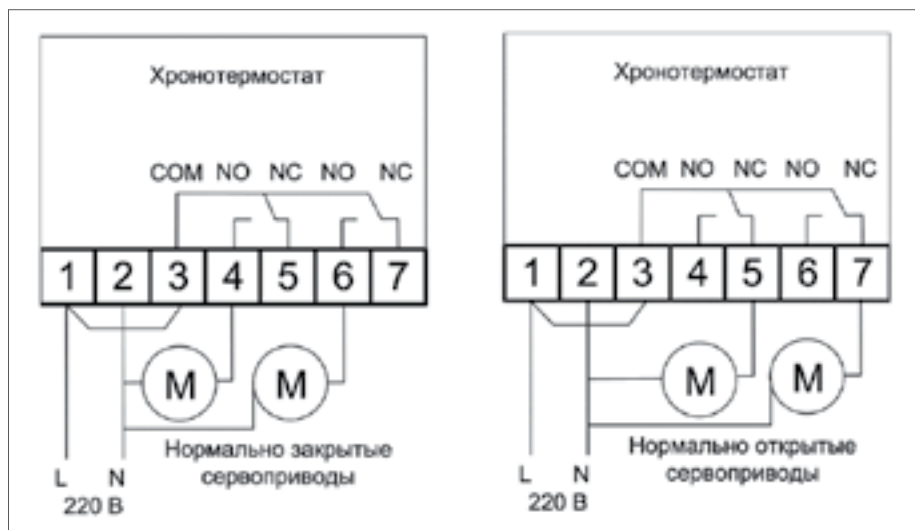 Хронотермостат
COM NO NC NO NC
1 2 3 4 5 6 7
M M
Нормально закрытые
сервоприводы
L N
220 В
Хронотермостат
COM NO NC NO NC
1 2 3 4 5 6 7
M M
Нормально открытые
сервоприводы
L N
220 В